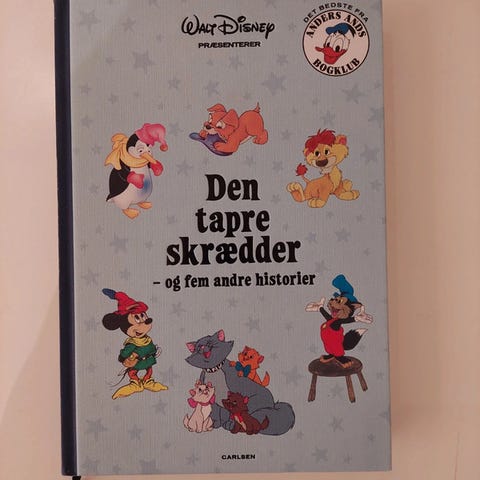 WALT DISNEY
PRÆSENTERER
DET BEDSTE FRA
ANDERS ANDS
BOGKLUB
Den
tapre
skrædder
– og fem andre historier
CARLSEN